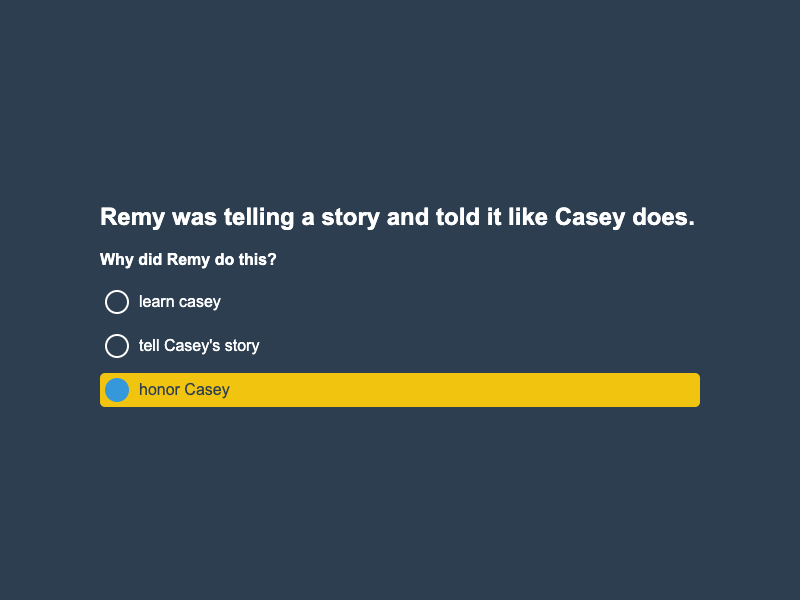 Remy was telling a story and told it like Casey does.
Why did Remy do this?
learn casey
tell Casey's story
honor Casey